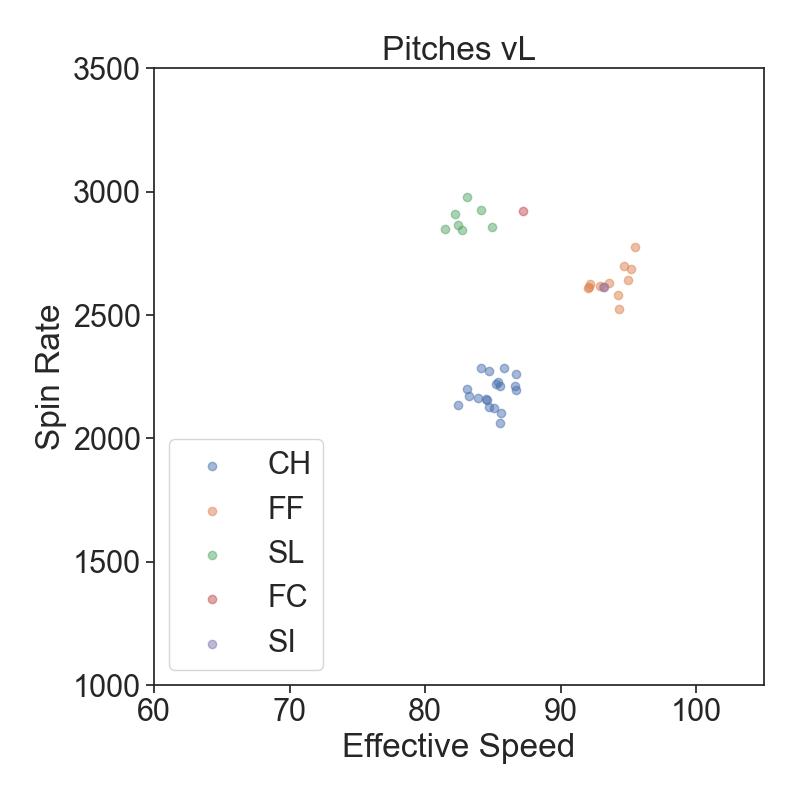 Pitches vL
3500
3000
2500
2000
1500
1000
Spin Rate
CH
FF
SL
FC
SI
60 70 80 90 100
Effective Speed